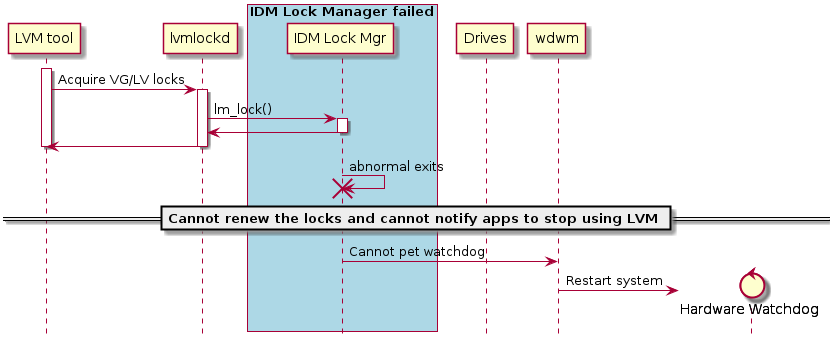 IDM Lock Manager failed
LVM tool
lvmlockd
IDM Lock Mgr
Drives
wdwm
Acquire VG/LV locks
lm_lock()
abnormal exits
Cannot renew the locks and cannot notify apps to stop using LVM
Cannot pet watchdog
Restart system
Hardware Watchdog